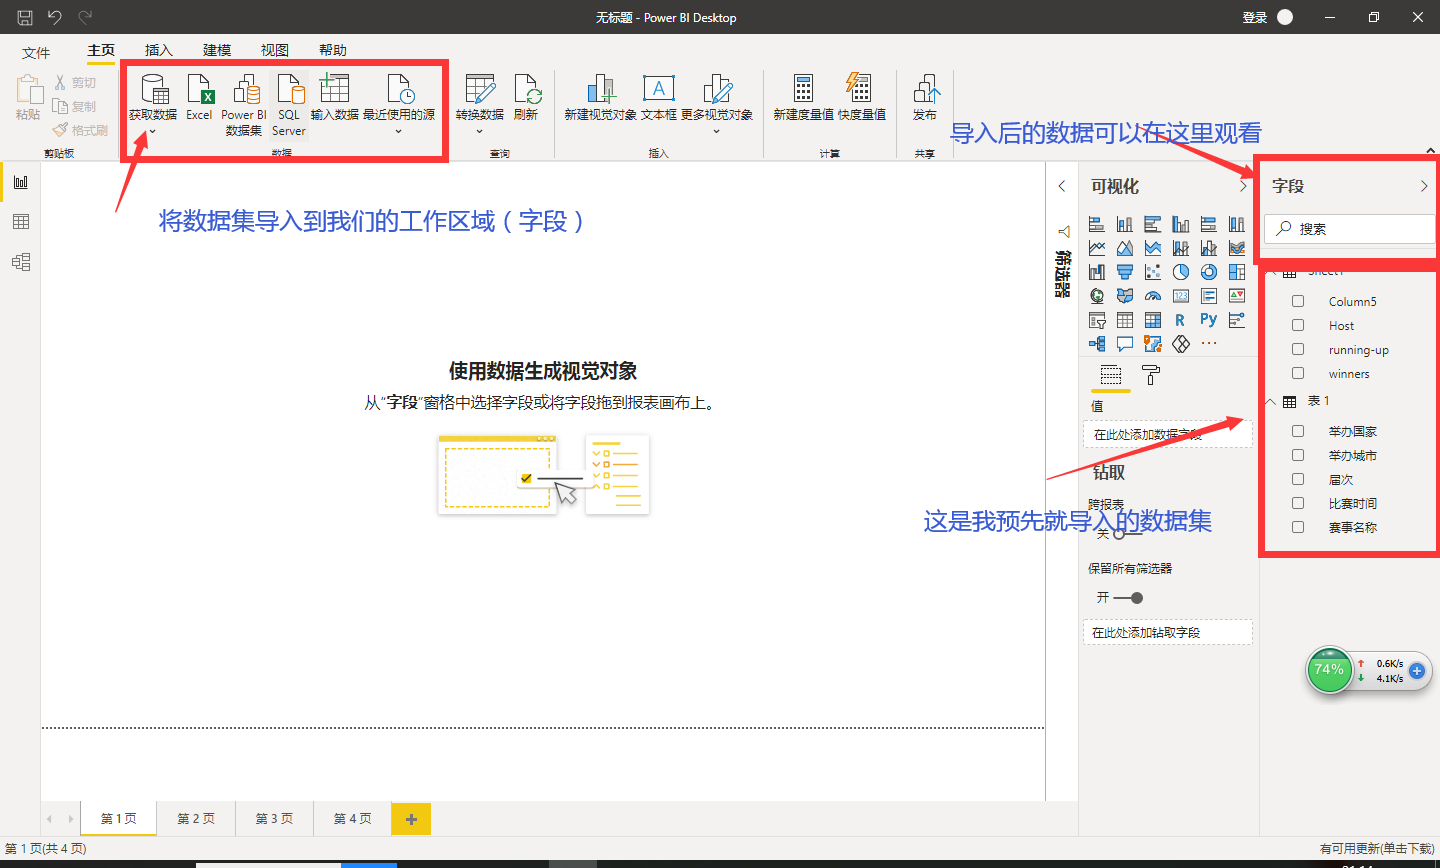 无标题 - Power BI Desktop
登录
文件
主页
插入
建模
视图
帮助
粘贴
剪切
复制
格式刷
剪贴板
获取数据
Excel
Power BI
数据集
SQL
Server
输入数据
最近使用的源
数据
转换数据
刷新
查询
新建视觉对象
文本框
更多视觉对象
插入
新建度量值
快度量值
计算
发布
共享
导入后的数据可以在这里观看
将数据集导入到我们的工作区域（字段）
使用数据生成视觉对象
从“字段”窗格中选择字段或将字段拖到报表画布上。
筛选器
可视化
R
Py
123
值
在此处添加数据字段
钻取
跨报表
关
保留所有筛选器
开
在此处添加钻取字段
这是我预先就导入的数据集
字段
搜索
Sheet1
Column5
Host
running-up
winners
表 1
举办国家
举办城市
届次
比赛时间
赛事名称
74%
0.6K/s
4.1K/s
第 1 页
第 2 页
第 3 页
第 4 页
第 1 页(共 4 页)
有可用更新(单击下载)